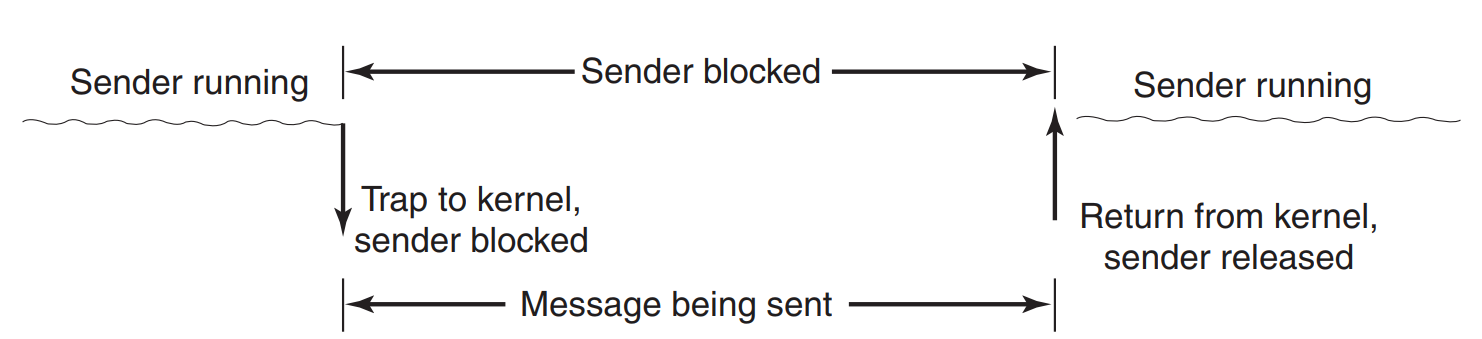 Sender blocked
Sender running
Sender running
Trap to kernel,
sender blocked
Return from kernel,
sender released
Message being sent